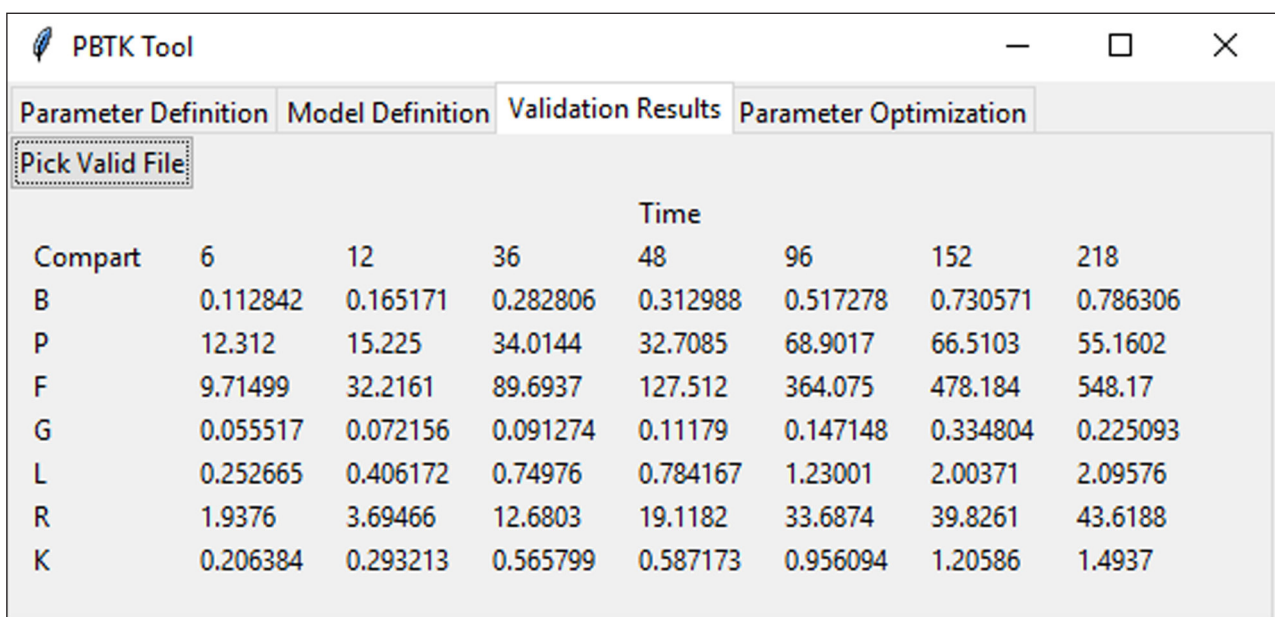 PBTK Tool
Parameter Definition Model Definition Validation Results Parameter Optimization
Pick Valid File
Time
Compart 6 12 36 48 96 152 218
B 0.112842 0.165171 0.282806 0.312988 0.517278 0.730571 0.786306
P 12.312 15.225 34.0144 32.7085 68.9017 66.5103 55.1602
F 9.71499 32.2161 89.6937 127.512 364.075 478.184 548.17
G 0.055517 0.072156 0.091274 0.11179 0.147148 0.334804 0.225093
L 0.252665 0.406172 0.74976 0.784167 1.23001 2.00371 2.09576
R 1.9376 3.69466 12.6803 19.1182 33.6874 39.8261 43.6188
K 0.206384 0.293213 0.565799 0.587173 0.956094 1.20586 1.4937